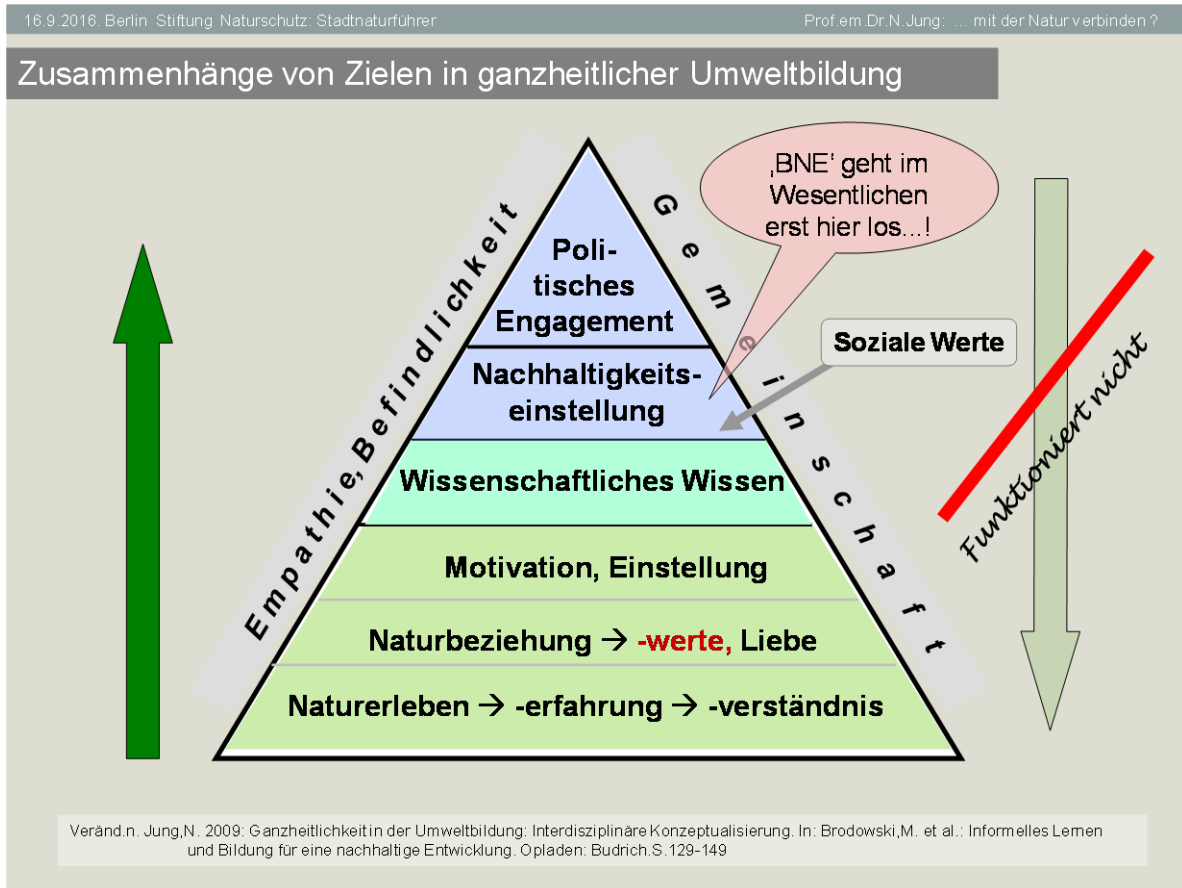 16.9.2016. Berlin Stiftung Naturschutz: Stadtnaturführer
Prof.em.Dr.N.Jung: ... mit der Natur verbinden ?
Zusammenhänge von Zielen in ganzheitlicher Umweltbildung
‚BNE' geht im
Wesentlichen
erst hier los...!
Empathie, Befindlichkeit
Gemeinschaft
Poli-
tisches
Engagement
Soziale Werte
Nachhaltigkeits-
einstellung
Wissenschaftliches Wissen
Funktioniert nicht
Motivation, Einstellung
Naturbeziehung → -werte, Liebe
Naturerleben → -erfahrung → -verständnis
Veränd.n. Jung,N. 2009: Ganzheitlichkeit in der Umweltbildung: Interdisziplinäre Konzeptualisierung. In: Brodowski,M. et al.: Informelles Lernen
und Bildung für eine nachhaltige Entwicklung. Opladen: Budrich.S.129-149